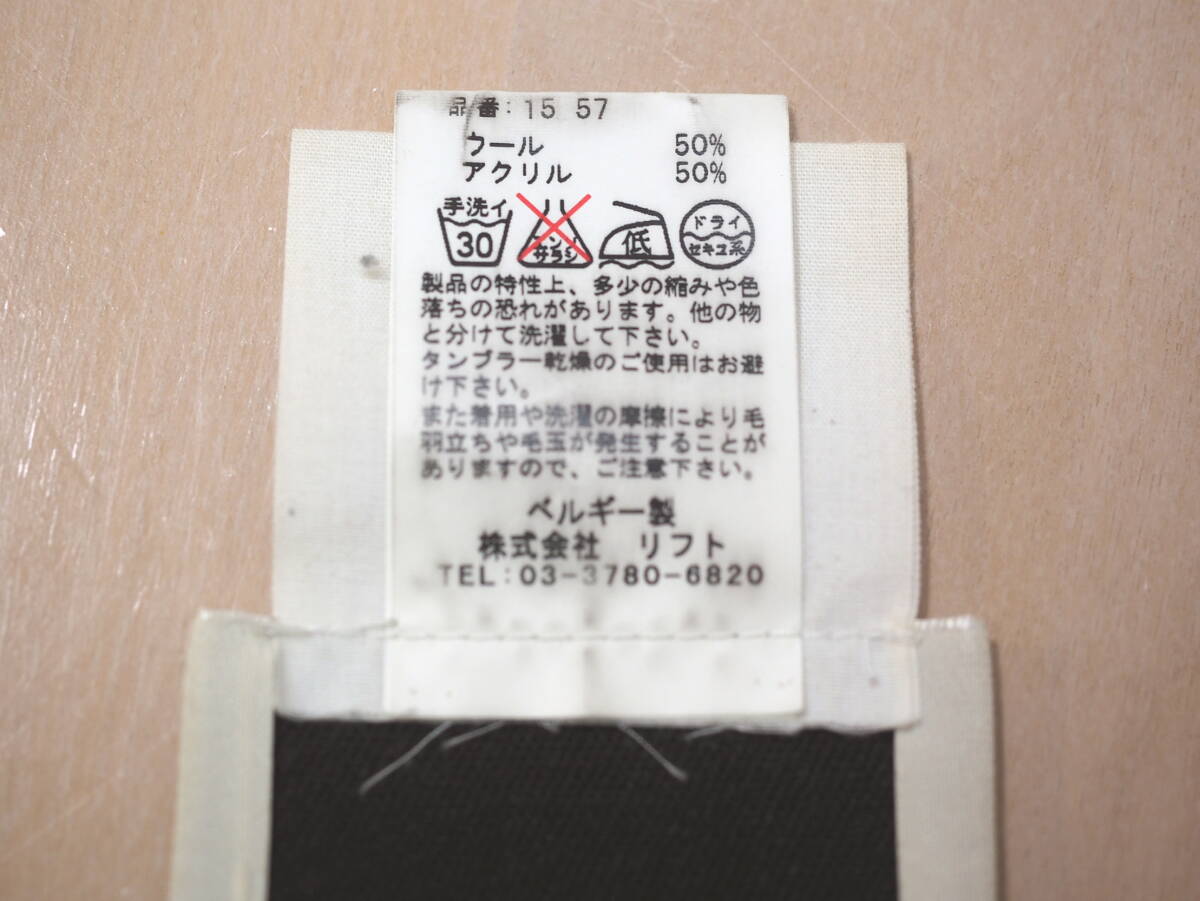 品番: 15 57
ウール 50%
アクリル 50%
手洗イ
30
エンソ
サラシ
低
ドライ
セキユ系
製品の特性上、多少の縮みや色
落ちの恐れがあります。他の物
と分けて洗濯して下さい。
タンブラー乾燥のご使用はお避
け下さい。
また着用や洗濯の摩擦により毛
羽立ちや毛玉が発生することが
ありますので、ご注意下さい。
ベルギー製
株式会社 リフト
TEL:03-3780-6820